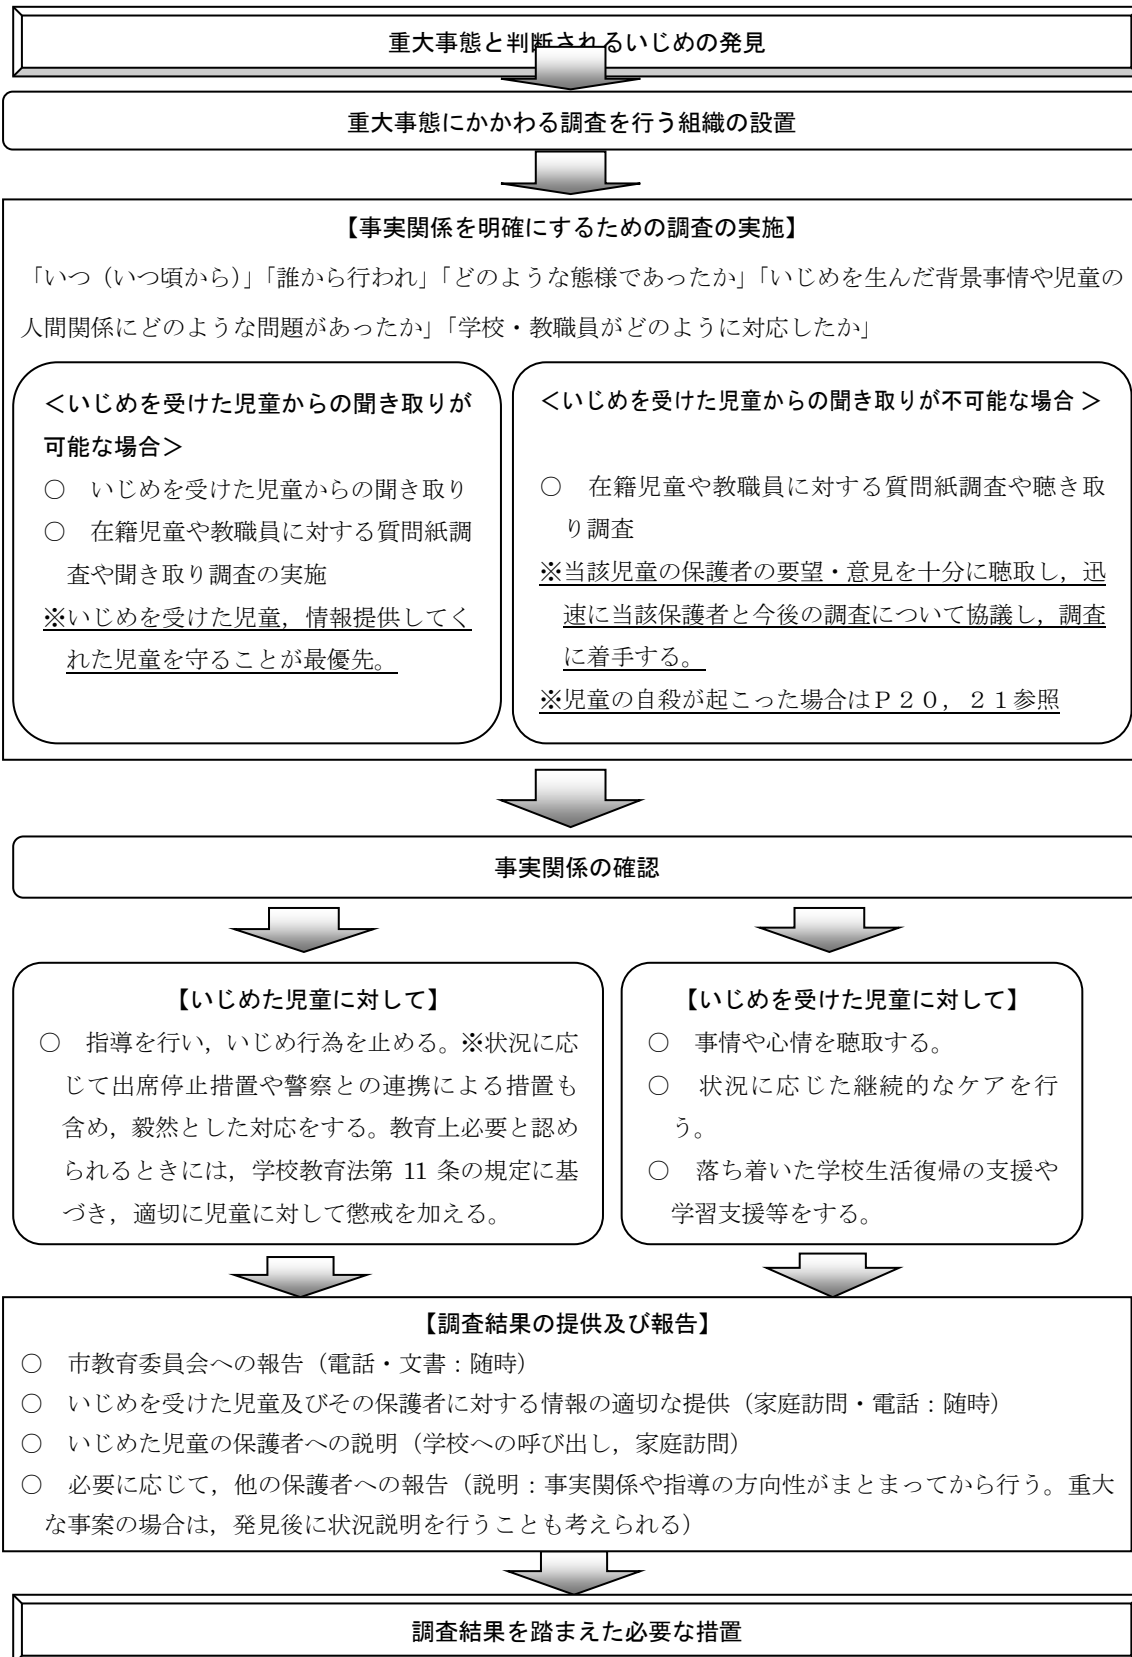 重大事態と判断されるいじめの発見
重大事態にかかわる調査を行う組織の設置
【事実関係を明確にするための調査の実施】
「いつ（いつ頃から）」「誰から行われ」「どのような態様であったか」「いじめを生んだ背景事情や児童の
人間関係にどのような問題があったか」「学校・教職員がどのように対応したか」
＜いじめを受けた児童からの聞き取りが
可能な場合＞
○　いじめを受けた児童からの聞き取り
○　在籍児童や教職員に対する質問紙調
査や聞き取り調査の実施
※いじめを受けた児童，情報提供してく
れた児童を守ることが最優先。
＜いじめを受けた児童からの聞き取りが不可能な場合＞
○　在籍児童や教職員に対する質問紙調査や聴き取
り調査
※当該児童の保護者の要望・意見を十分に聴取し，迅
速に当該保護者と今後の調査について協議し，調査
に着手する。
※児童の自殺が起こった場合はＰ２０，２１参照
事実関係の確認
【いじめた児童に対して】
○　指導を行い，いじめ行為を止める。※状況に応
じて出席停止措置や警察との連携による措置も
含め，毅然とした対応をする。教育上必要と認め
られるときには，学校教育法第 11 条の規定に基
づき，適切に児童に対して懲戒を加える。
【いじめを受けた児童に対して】
○　事情や心情を聴取する。
○　状況に応じた継続的なケアを行
う。
○　落ち着いた学校生活復帰の支援や
学習支援等をする。
【調査結果の提供及び報告】
○　市教育委員会への報告（電話・文書：随時）
○　いじめを受けた児童及びその保護者に対する情報の適切な提供（家庭訪問・電話：随時）
○　いじめた児童の保護者への説明（学校への呼び出し，家庭訪問）
○　必要に応じて，他の保護者への報告（説明：事実関係や指導の方向性がまとまってから行う。重大
な事案の場合は，発見後に状況説明を行うことも考えられる）
調査結果を踏まえた必要な措置